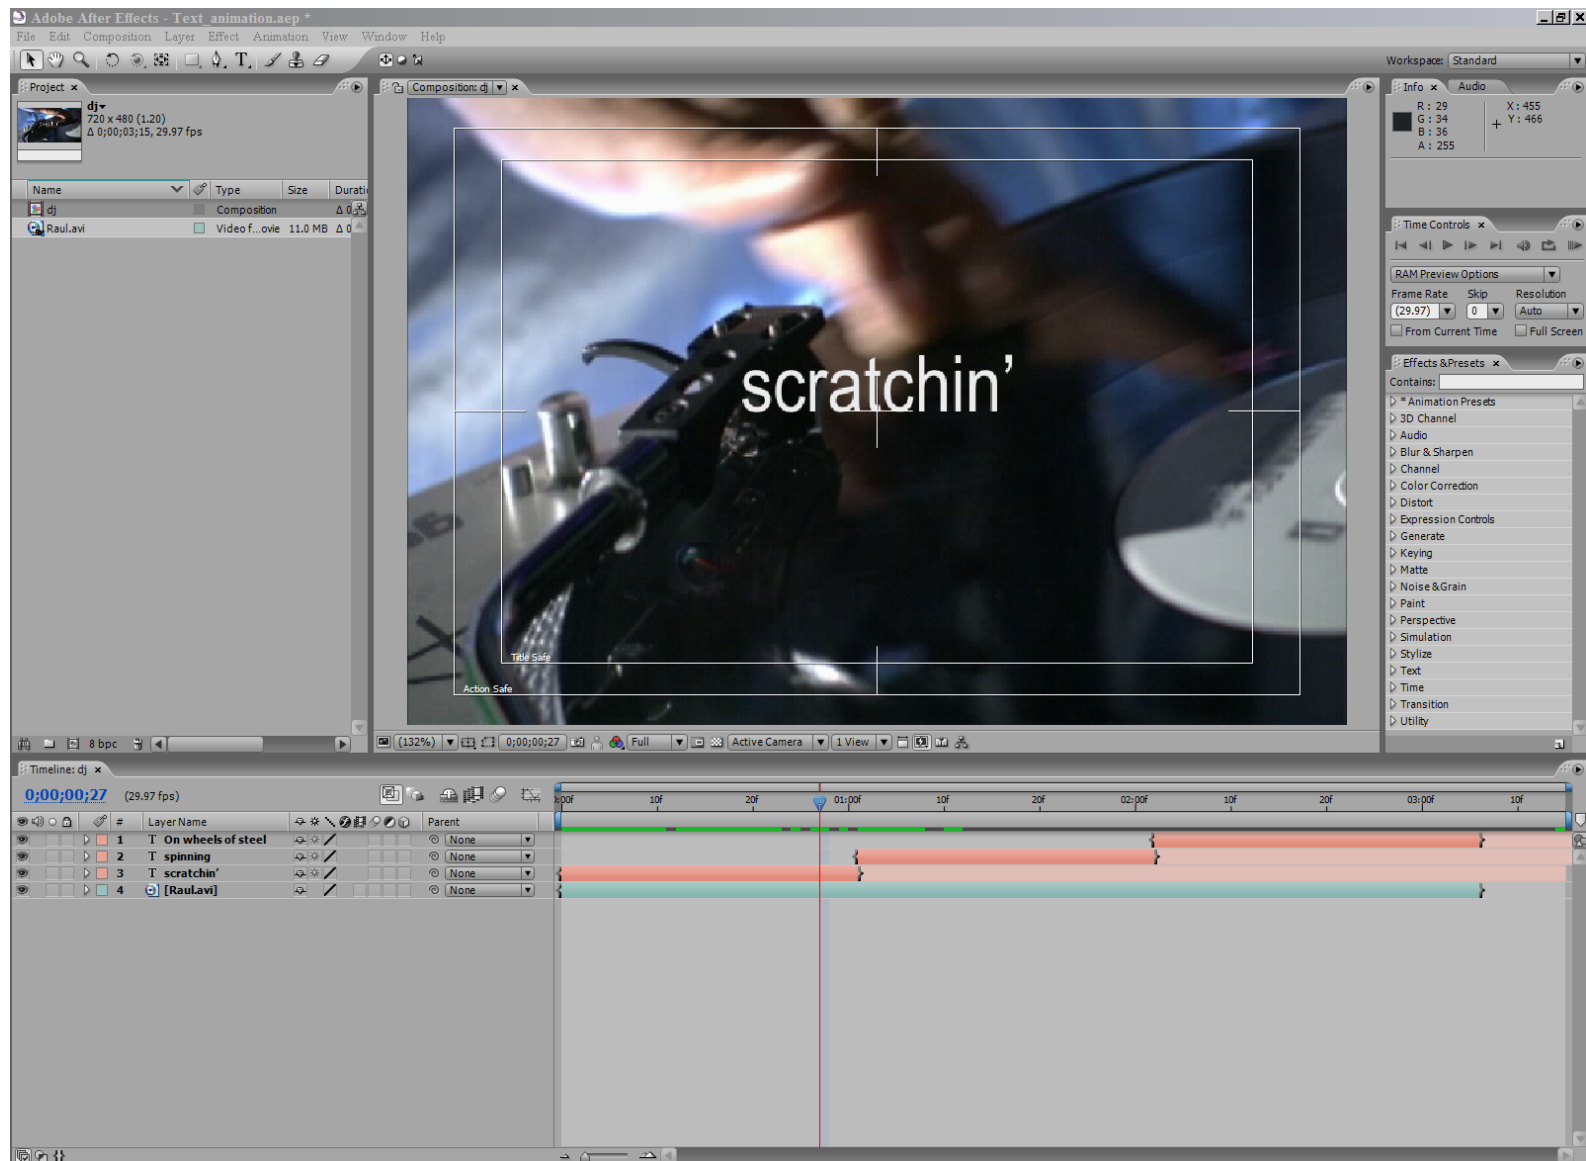 Adobe After Effects - Text_animation.aep *
File Edit Composition Layer Effect Animation View Window Help
Workspace: Standard
Project
dj
720 x 480 (1.20)
Δ 0;00;03;15, 29.97 fps
Name Type Size Durati
dj Composition Δ 0
Raul.avi Video f...ovie 11.0 MB Δ 0
8 bpc
Composition: dj
scratchin’
Title Safe
Action Safe
(132%) 0;00;00;27 Full Active Camera 1 View
Info Audio
R : 29 X : 455
G : 34 Y : 466
B : 36
A : 255
Time Controls
RAM Preview Options
Frame Rate Skip Resolution
(29.97) 0 Auto
From Current Time Full Screen
Effects & Presets
Contains:
* Animation Presets
3D Channel
Audio
Blur & Sharpen
Channel
Color Correction
Distort
Expression Controls
Generate
Keying
Matte
Noise & Grain
Paint
Perspective
Simulation
Stylize
Text
Time
Transition
Utility
Timeline: dj
0;00;00;27 (29.97 fps)
00f 10f 20f 01:00f 10f 20f 02:00f 10f 20f 03:00f 10f
# Layer Name Parent
1 T On wheels of steel None
2 T spinning None
3 T scratchin’ None
4 [Raul.avi] None